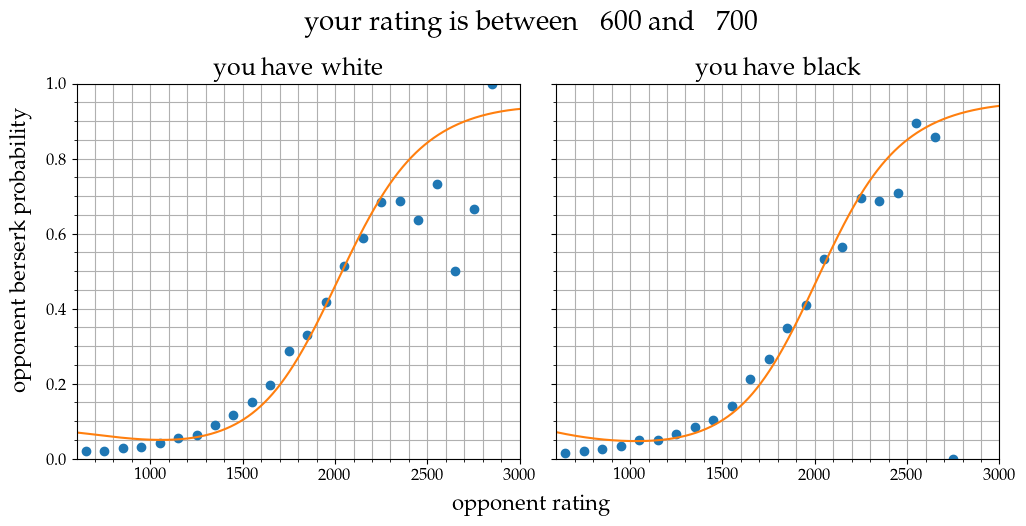 your rating is between 600 and 700
you have white
you have black
opponent berserk probability
1.0
0.8
0.6
0.4
0.2
0.0
1000 1500 2000 2500 3000
1000 1500 2000 2500 3000
opponent rating